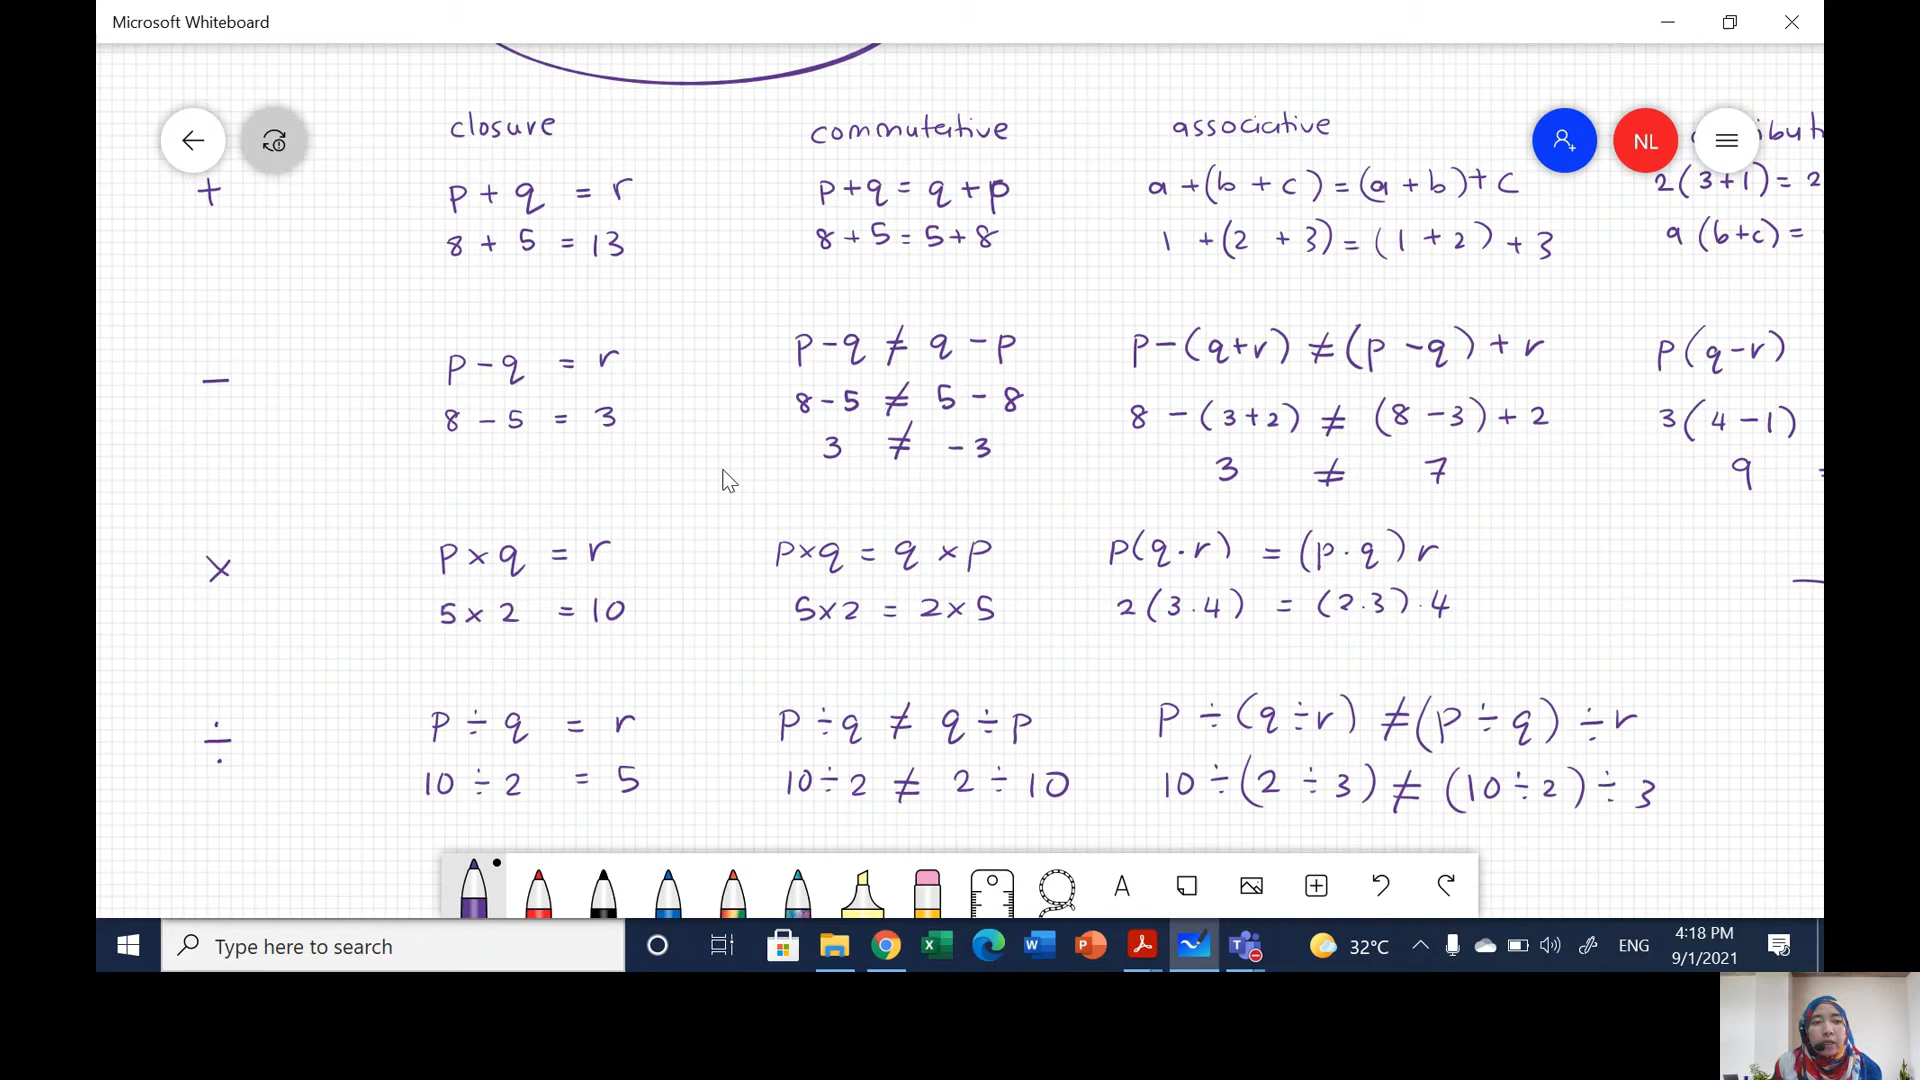 Microsoft Whiteboard
closure commutative associative
NL
+ p + q = r p+q = q+p a +(b + c) = (a + b)+ c 2(3+1) = 2
8 + 5 = 13 8+5 = 5+8 1 +(2 + 3) = (1 + 2) + 3 a (b+c) =
− p − q = r p−q ≠ q − p p−(q+r) ≠ (p −q) + r p(q−r)
8 − 5 = 3 8−5 ≠ 5 − 8 8 − (3+2) ≠ (8 −3) + 2 3(4−1)
3 ≠ −3 3 ≠ 7 9
× p × q = r p×q = q ×p p(q·r) = (p·q) r
5 × 2 = 10 5×2 = 2×5 2(3·4) = (2·3)·4
÷ p ÷ q = r p ÷q ≠ q ÷ p p ÷ (q ÷r) ≠ (p ÷ q) ÷ r
10 ÷ 2 = 5 10÷2 ≠ 2 ÷ 10 10 ÷ (2 ÷ 3) ≠ (10 ÷ 2) ÷ 3
A
Type here to search
32°C
ENG
4:18 PM
9/1/2021